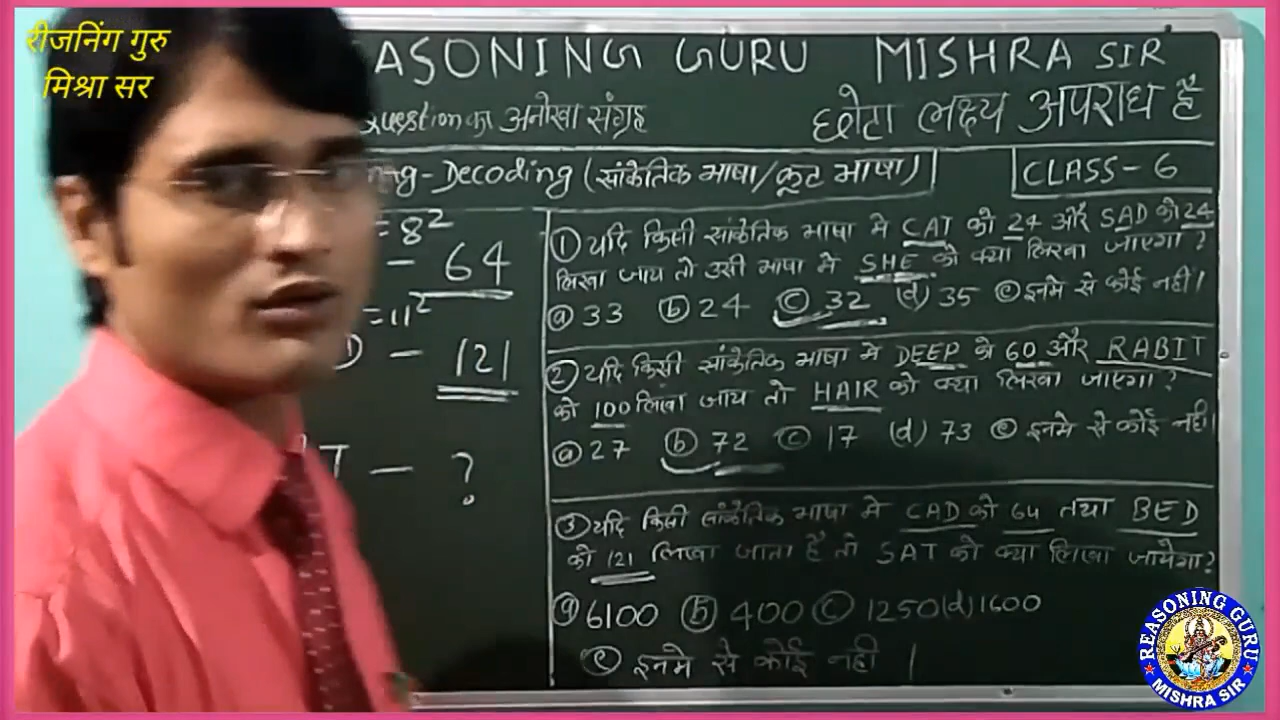 रीजनिंग गुरु
मिश्रा सर
ASONING GURU MISHRA SIR
Question का अनोखा संग्रह
छोटा लक्ष्य अपराध है
ng-Decoding (सांकेतिक भाषा/कूट भाषा)
CLASS-6
=8²
- 64
=11²
D - 121
T - ?
① यदि किसी सांकेतिक भाषा मे CAT को 24 और SAD को 24
लिखा जाय तो उसी भाषा मे SHE को क्या लिखा जाएगा ?
ⓐ 33 ⓑ 24 ⓒ 32 (d) 35 ⓔ इनमे से कोई नही।
② यदि किसी सांकेतिक भाषा मे DEEP को 60 और RABIT
को 100 लिखा जाय तो HAIR को क्या लिखा जाएगा ?
ⓐ 27 ⓑ 72 ⓒ 17 (d) 73 ⓔ इनमे से कोई नही।
③ यदि किसी सांकेतिक भाषा मे CAD को 64 तथा BED
को 121 लिखा जाता है तो SAT को क्या लिखा जायेगा?
ⓐ 6100 ⓑ 400 ⓒ 1250 (d) 1600
ⓔ इनमे से कोई नही |
REASONING GURU
MISHRA SIR